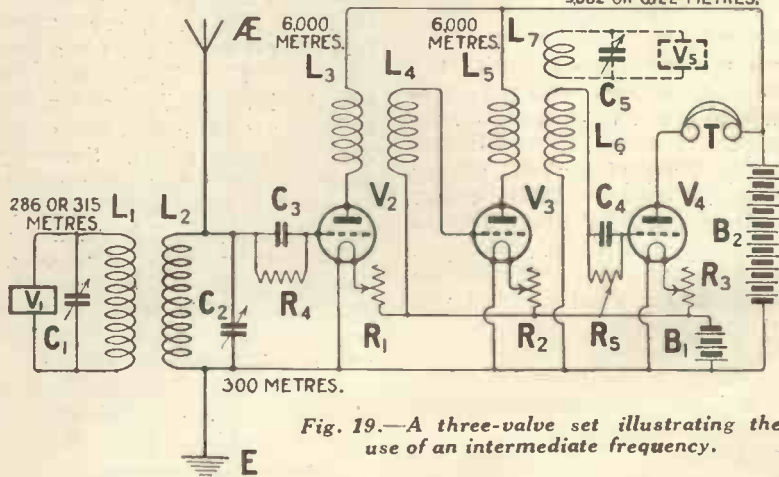 OR METRES.
Æ
6,000
METRES.
L3
L4
6,000
METRES.
L5
L7
C5
V5
L6
T
286 OR 315
METRES.
L1
L2
V1
C1
C2
C3
R4
V2
R1
V3
R2
C4
R5
V4
R3
B1
B2
300 METRES.
E
Fig. 19.—A three-valve set illustrating the
use of an intermediate frequency.